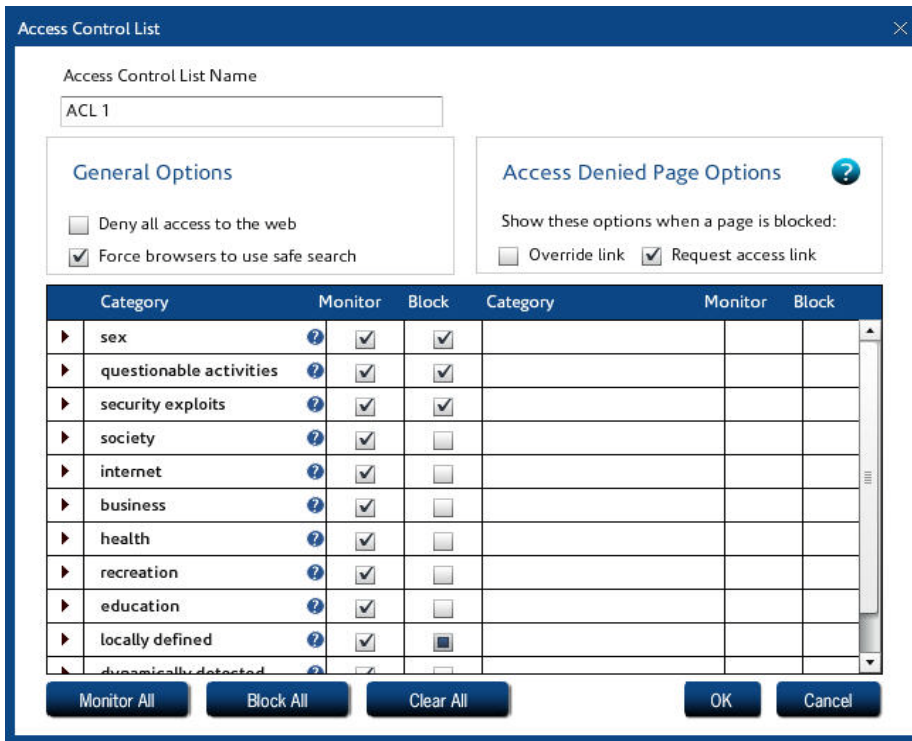 Access Control List
Access Control List Name
ACL 1
General Options
Deny all access to the web
Force browsers to use safe search
Access Denied Page Options ?
Show these options when a page is blocked:
Override link Request access link
Category Monitor Block Category Monitor Block
sex ?
questionable activities ?
security exploits ?
society ?
internet ?
business ?
health ?
recreation ?
education ?
locally defined ?
dynamically detected ?
Monitor All Block All Clear All OK Cancel